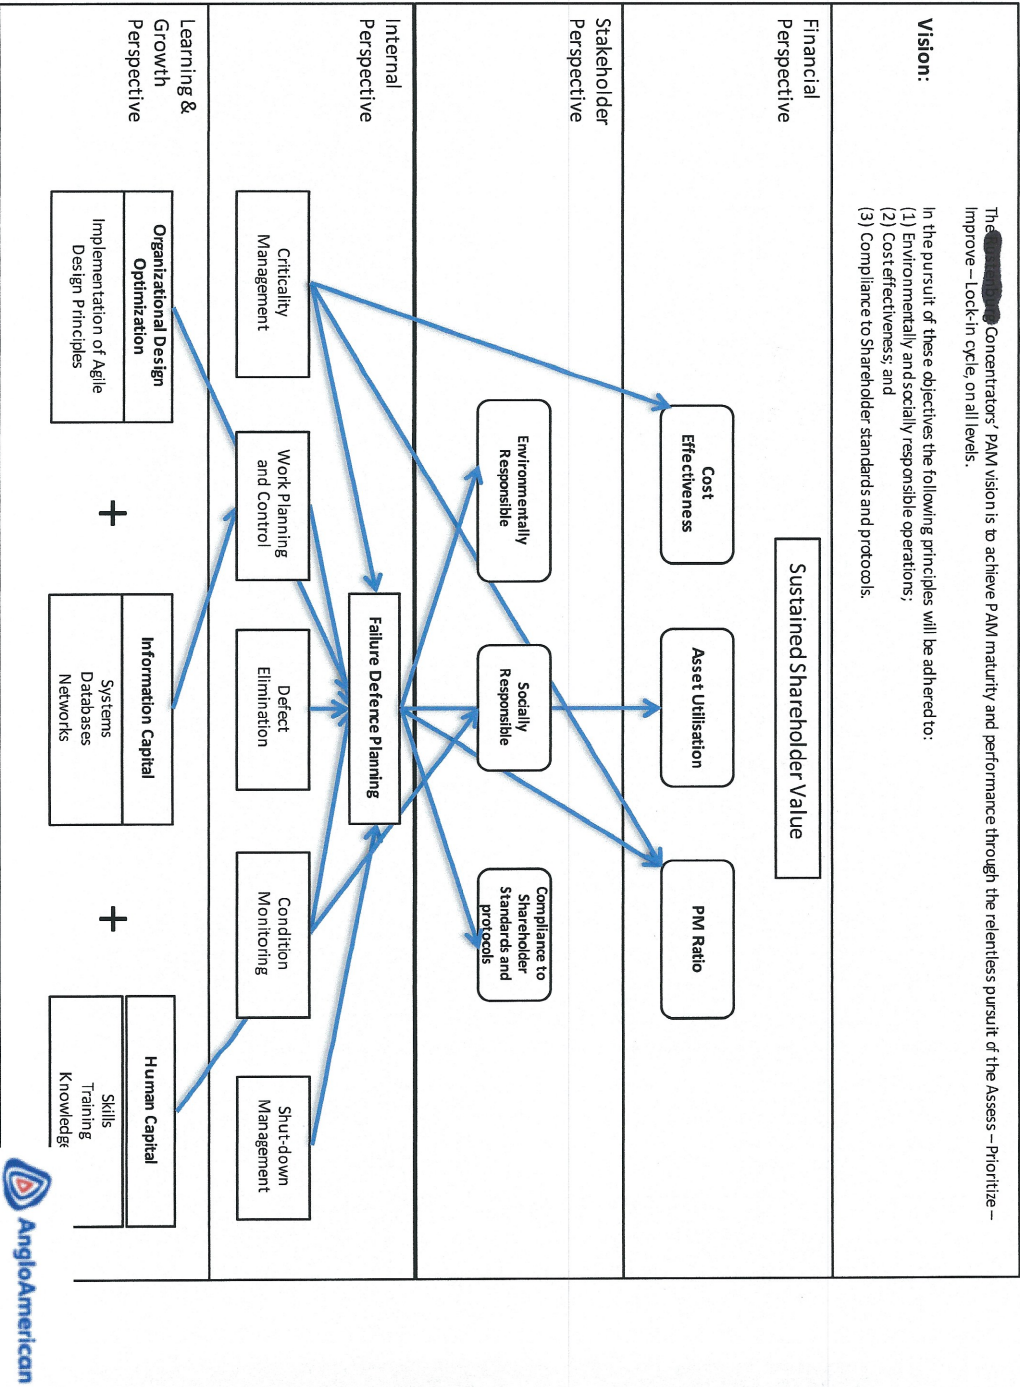 Vision:
The Concentrators' PAM vision is to achieve PAM maturity and performance through the relentless pursuit of the Assess – Prioritize –
Improve – Lock-in cycle, on all levels.
In the pursuit of these objectives the following principles will be adhered to:
(1) Environmentally and socially responsible operations;
(2) Cost effectiveness; and
(3) Compliance to Shareholder standards and protocols.
Financial
Perspective
Sustained Shareholder Value
Cost
Effectiveness
Asset Utilisation
PM Ratio
Stakeholder
Perspective
Environmentally
Responsible
Socially
Responsible
Compliance to
Shareholder
Standards and
protocols
Internal
Perspective
Failure Defence Planning
Criticality
Management
Work Planning
and Control
Defect
Elimination
Condition
Monitoring
Shut-down
Management
Learning &
Growth
Perspective
Organizational Design
Optimization
Implementation of Agile
Design Principles
+
Information Capital
Systems
Databases
Networks
+
Human Capital
Skills
Training
Knowledge
AngloAmerican